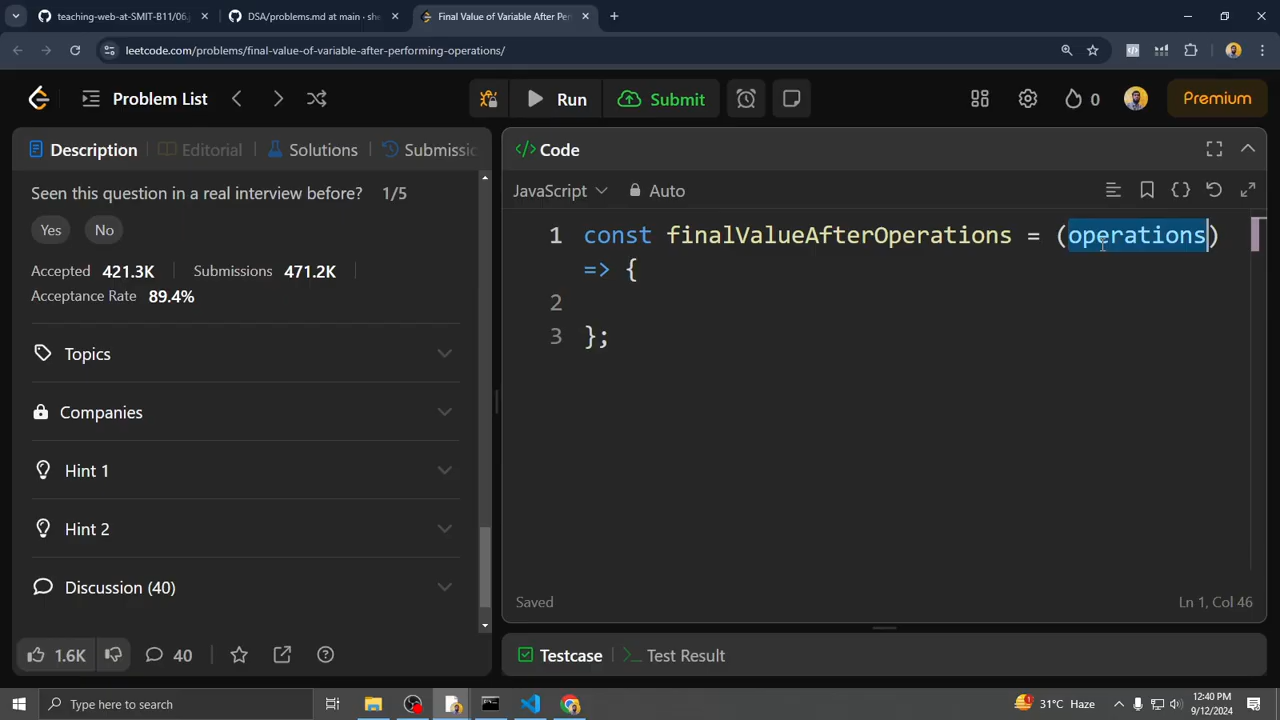 teaching-web-at-SMIT-B11/06.
DSA/problems.md at main · she
Final Value of Variable After Per
leetcode.com/problems/final-value-of-variable-after-performing-operations/
Problem List
Run
Submit
0
Premium
Description
Editorial
Solutions
Submissic
Code
Seen this question in a real interview before? 1/5
Yes
No
Accepted 421.3K
Submissions 471.2K
Acceptance Rate 89.4%
Topics
Companies
Hint 1
Hint 2
Discussion (40)
1.6K
40
JavaScript
Auto
1 const finalValueAfterOperations = (operations)
=> {
2
3 };
Saved
Ln 1, Col 46
Testcase
Test Result
Type here to search
31°C Haze
12:40 PM
9/12/2024